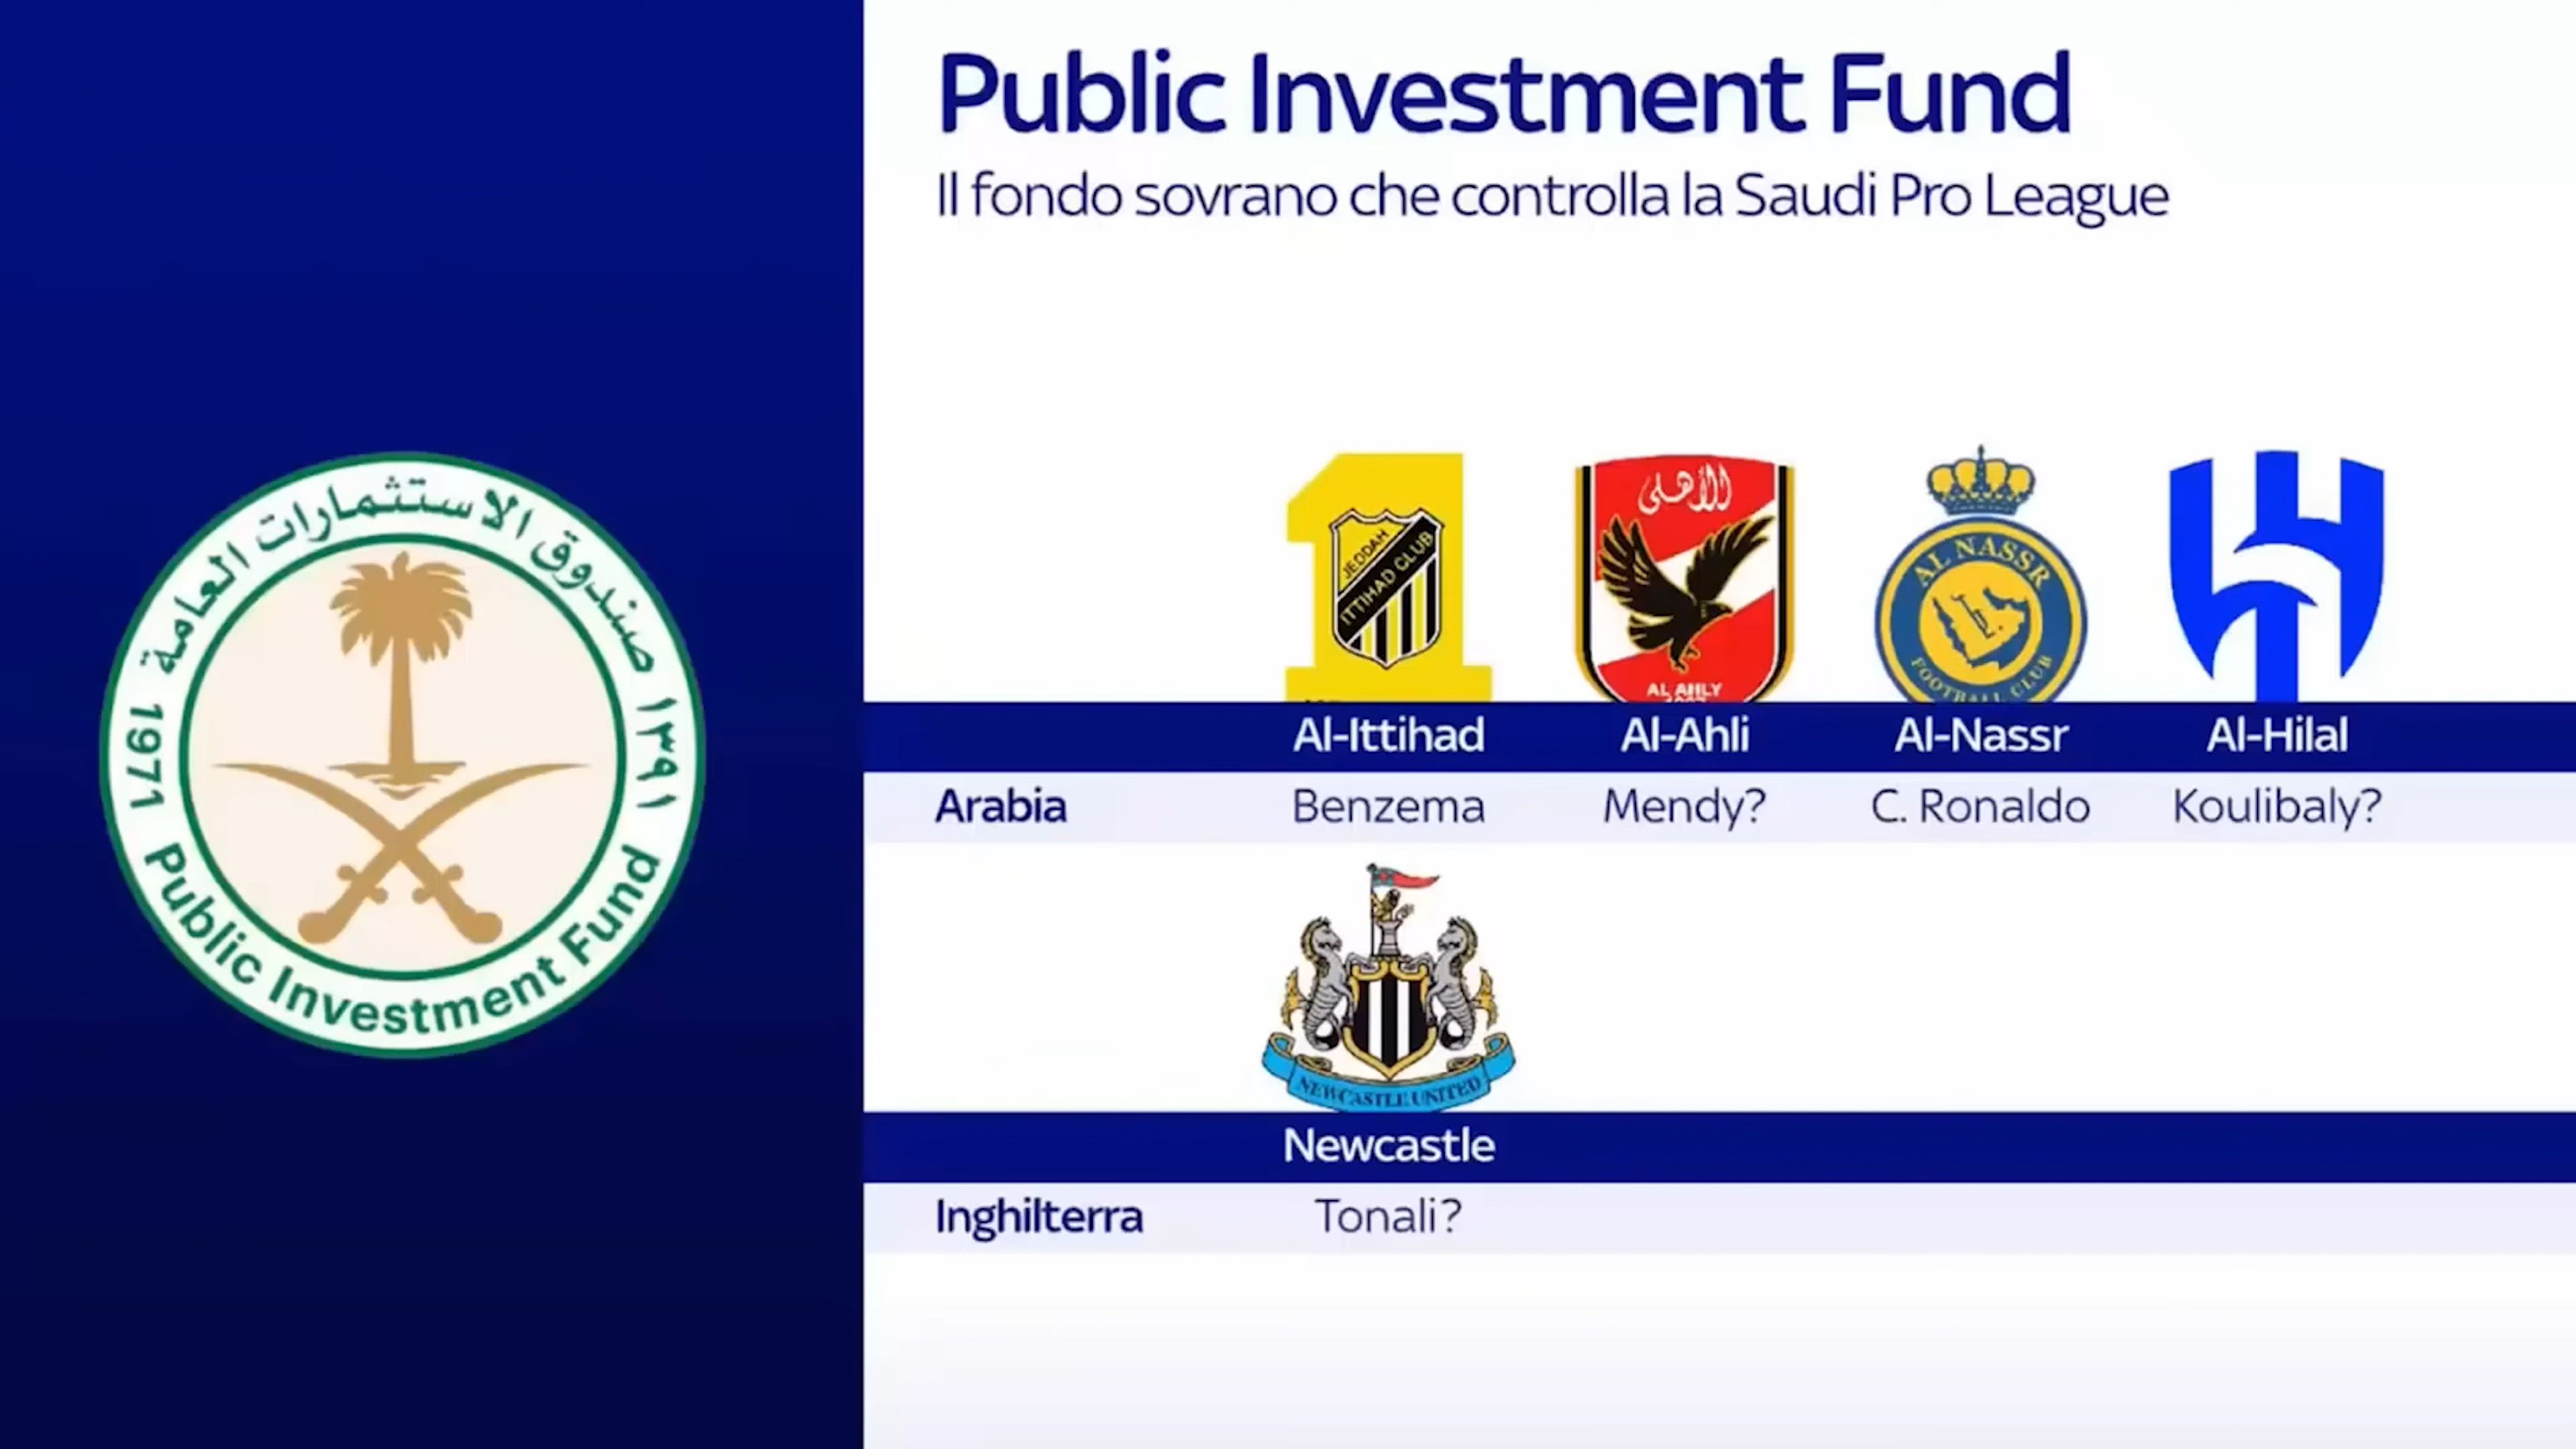 Public Investment Fund
Il fondo sovrano che controlla la Saudi Pro League
صندوق الاستثمارات العامة
١٣٩١
1971
Public Investment Fund
JEDDAH
ITTIHAD CLUB
الأهلي
AL AHLY
AL NASSR
FOOTBALL CLUB
Al-Ittihad Al-Ahli Al-Nassr Al-Hilal
Arabia Benzema Mendy? C. Ronaldo Koulibaly?
NEWCASTLE UNITED
Newcastle
Inghilterra Tonali?